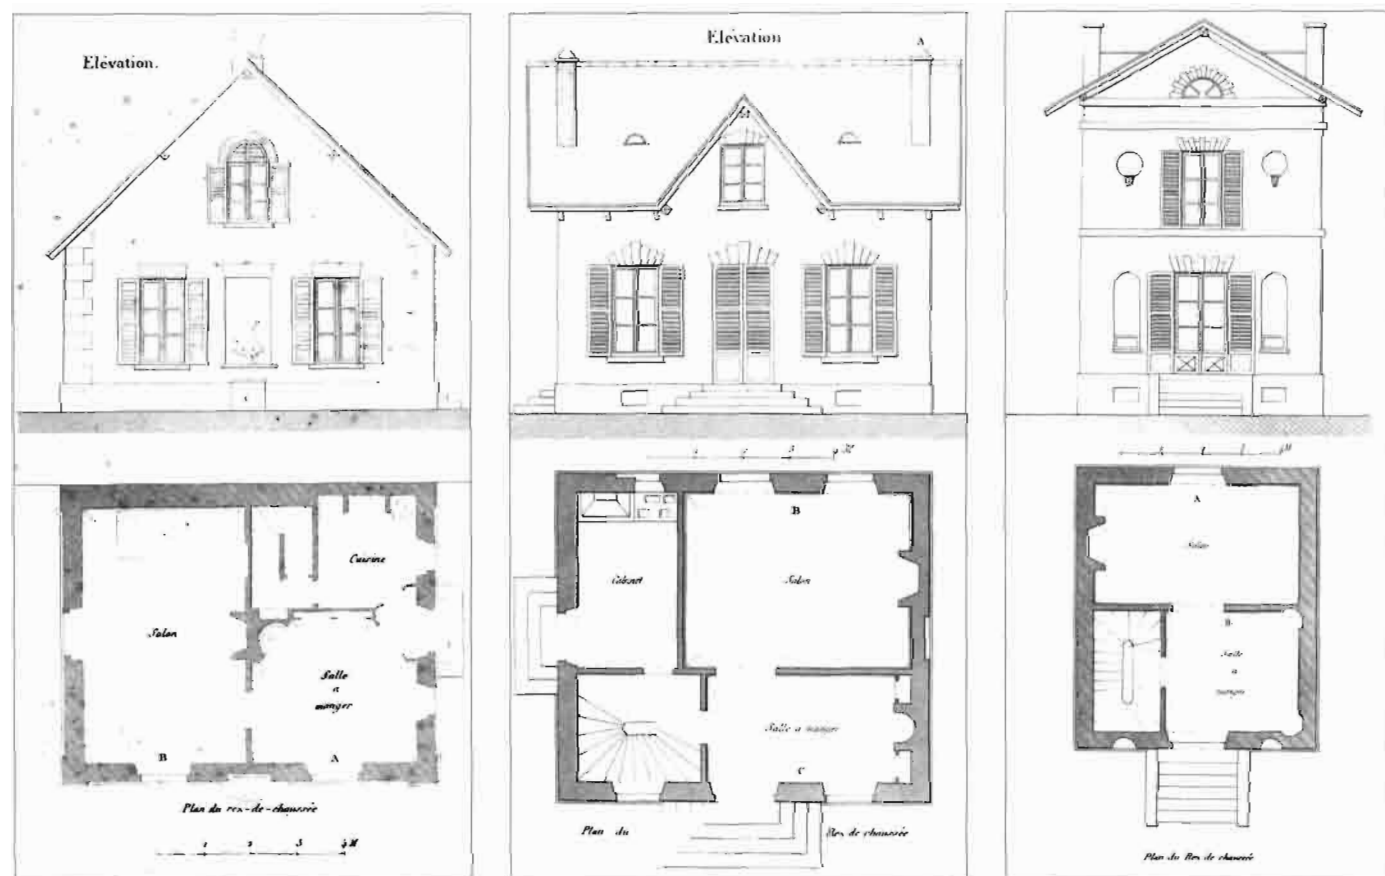 Elévation.
Cuisine
Salon
Salle
a
manger
B
A
Plan du rez-de-chaussée
1 2 3 4 M
Elévation
A
4 M
B
Cabinet
Salon
Salle a manger
C
Plan du Rez de chaussée
A
Salon
B
Salle
a
manger
Plan du Rez de chaussée